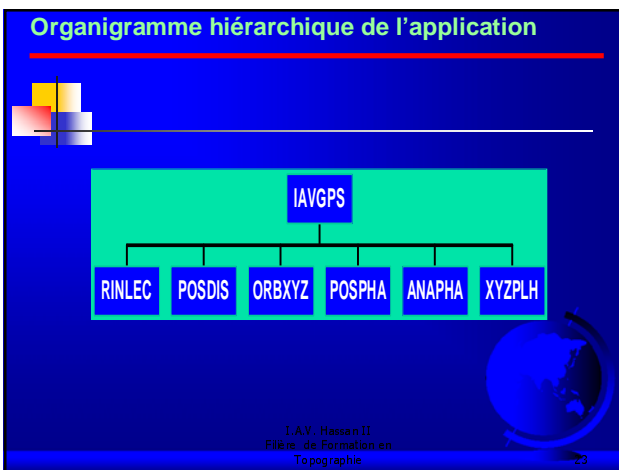 Organigramme hiérarchique de l’application
IAVGPS
RINLEC POSDIS ORBXYZ POSPHA ANAPHA XYZPLH
I.A.V. Hassan II
Filière de Formation en
Topographie